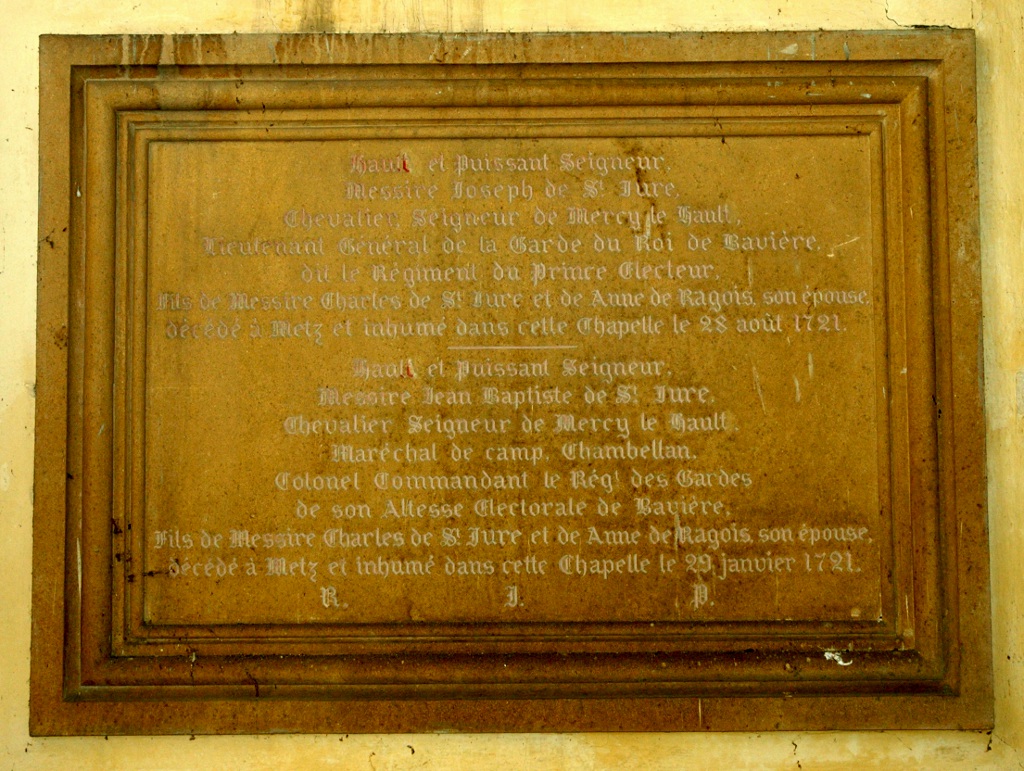 Hault et Puissant Seigneur,
Messire Joseph de St Jure,
Chevalier, Seigneur de Mercy le Hault,
Lieutenant Général de la Garde du Roi de Bavière,
dit le Régiment du Prince Electeur,
Fils de Messire Charles de St Jure et de Anne de Ragois, son épouse,
décédé à Metz et inhumé dans cette Chapelle le 28 août 1721.
Hault et Puissant Seigneur,
Messire Jean Baptiste de St Jure,
Chevalier Seigneur de Mercy le Hault,
Maréchal de camp, Chambellan,
Colonel Commandant le Régt des Gardes
de son Altesse Electorale de Bavière,
Fils de Messire Charles de St Jure et de Anne de Ragois, son épouse,
décédé à Metz et inhumé dans cette Chapelle le 29 janvier 1721.
R. I. P.